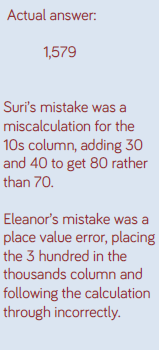 Actual answer:
1,579
Suri's mistake was a
miscalculation for the
10s column, adding 30
and 40 to get 80 rather
than 70.
Eleanor's mistake was a
place value error, placing
the 3 hundred in the
thousands column and
following the calculation
through incorrectly.